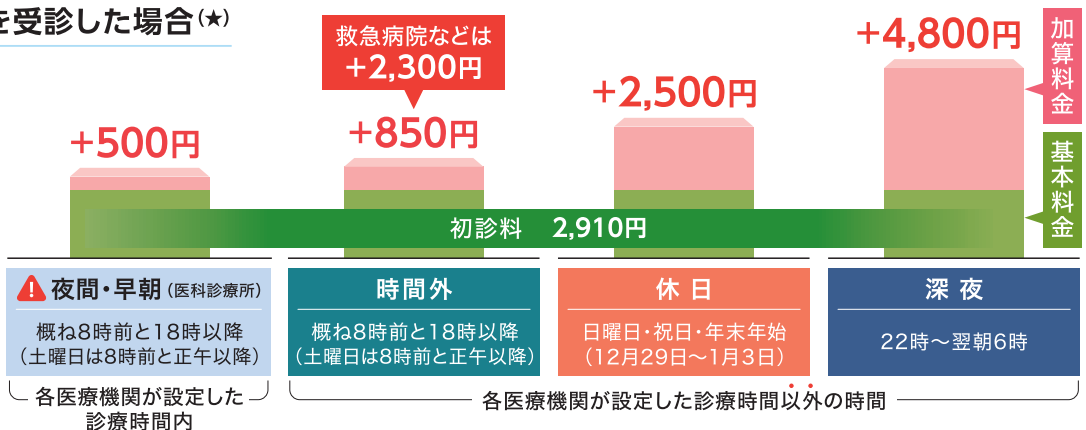 を受診した場合(★)
救急病院などは
+2,300円
+500円
+850円
+2,500円
+4,800円
加算料金
基本料金
初診料 2,910円
! 夜間・早朝(医科診療所)
概ね8時前と18時以降
(土曜日は8時前と正午以降)
時間外
概ね8時前と18時以降
(土曜日は8時前と正午以降)
休日
日曜日・祝日・年末年始
(12月29日〜1月3日)
深夜
22時〜翌朝6時
各医療機関が設定した
診療時間内
各医療機関が設定した診療時間以外の時間